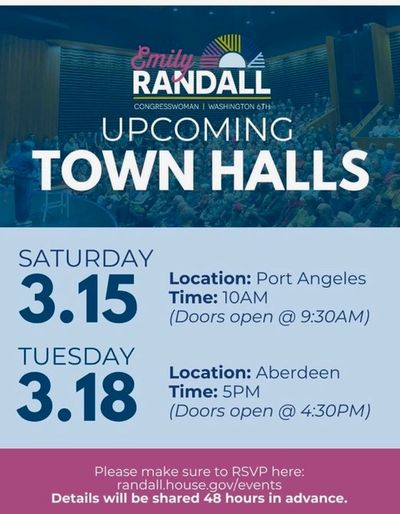 Emily
RANDALL
CONGRESSWOMAN | WASHINGTON 6TH
UPCOMING
TOWN HALLS
SATURDAY
3.15
Location: Port Angeles
Time: 10AM
(Doors open @ 9:30AM)
TUESDAY
3.18
Location: Aberdeen
Time: 5PM
(Doors open @ 4:30PM)
Please make sure to RSVP here:
randall.house.gov/events
Details will be shared 48 hours in advance.